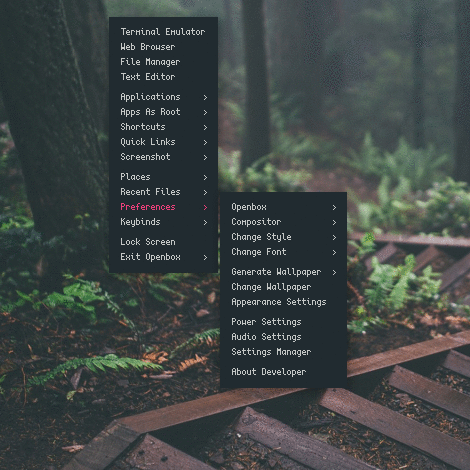 Terminal Emulator
Web Browser
File Manager
Text Editor
Applications
Apps As Root
Shortcuts
Quick Links
Screenshot
Places
Recent Files
Preferences
Keybinds
Lock Screen
Exit Openbox
Openbox
Compositor
Change Style
Change Font
Generate Wallpaper
Change Wallpaper
Appearance Settings
Power Settings
Audio Settings
Settings Manager
About Developer